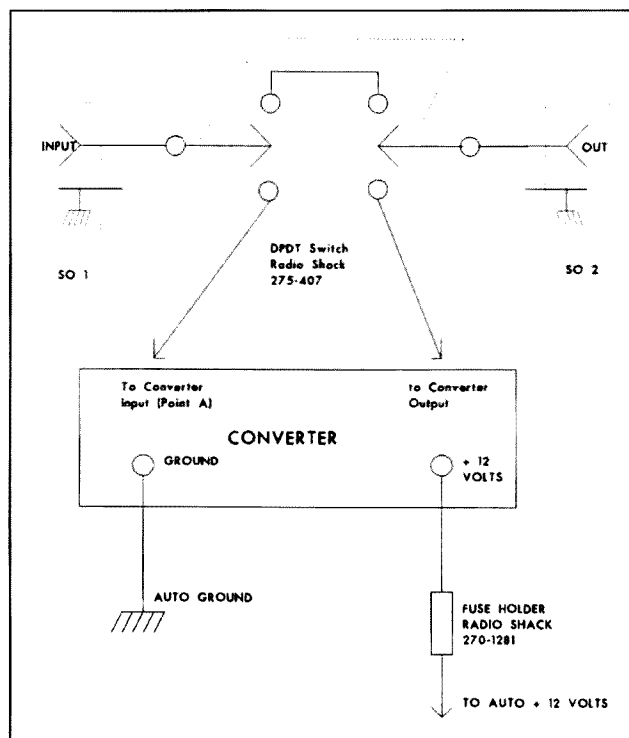 INPUT
OUT
SO 1
SO 2
DPDT Switch
Radio Shack
275-407
To Converter
Input (Point A)
to Converter
Output
CONVERTER
GROUND
+ 12
VOLTS
AUTO GROUND
FUSE HOLDER
RADIO SHACK
270-1281
TO AUTO + 12 VOLTS